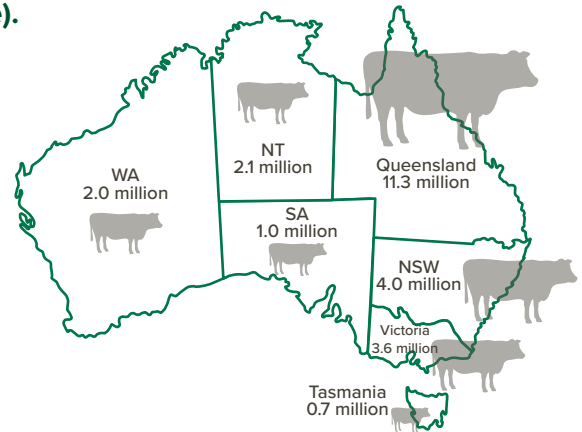 e).
NT
2.1 million
WA
2.0 million
Queensland
11.3 million
SA
1.0 million
NSW
4.0 million
Victoria
3.6 million
Tasmania
0.7 million